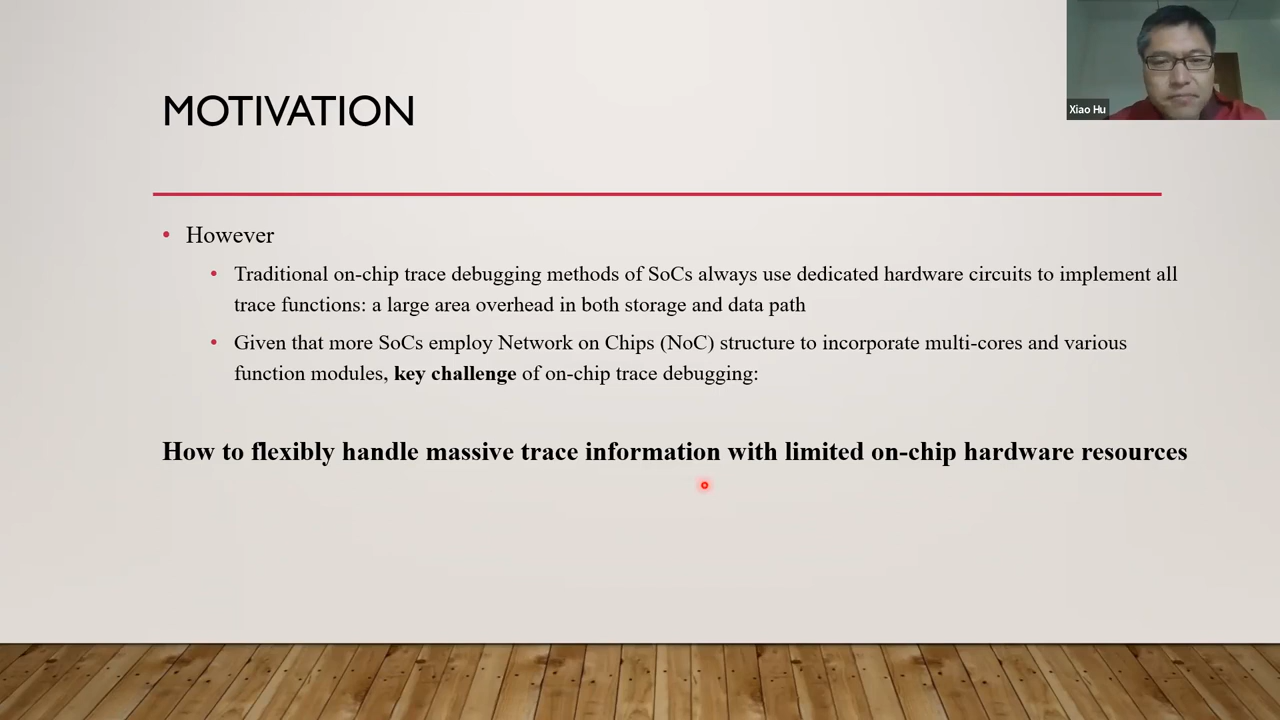 Xiao Hu
MOTIVATION
• However
• Traditional on-chip trace debugging methods of SoCs always use dedicated hardware circuits to implement all
trace functions: a large area overhead in both storage and data path
• Given that more SoCs employ Network on Chips (NoC) structure to incorporate multi-cores and various
function modules, key challenge of on-chip trace debugging:
How to flexibly handle massive trace information with limited on-chip hardware resources